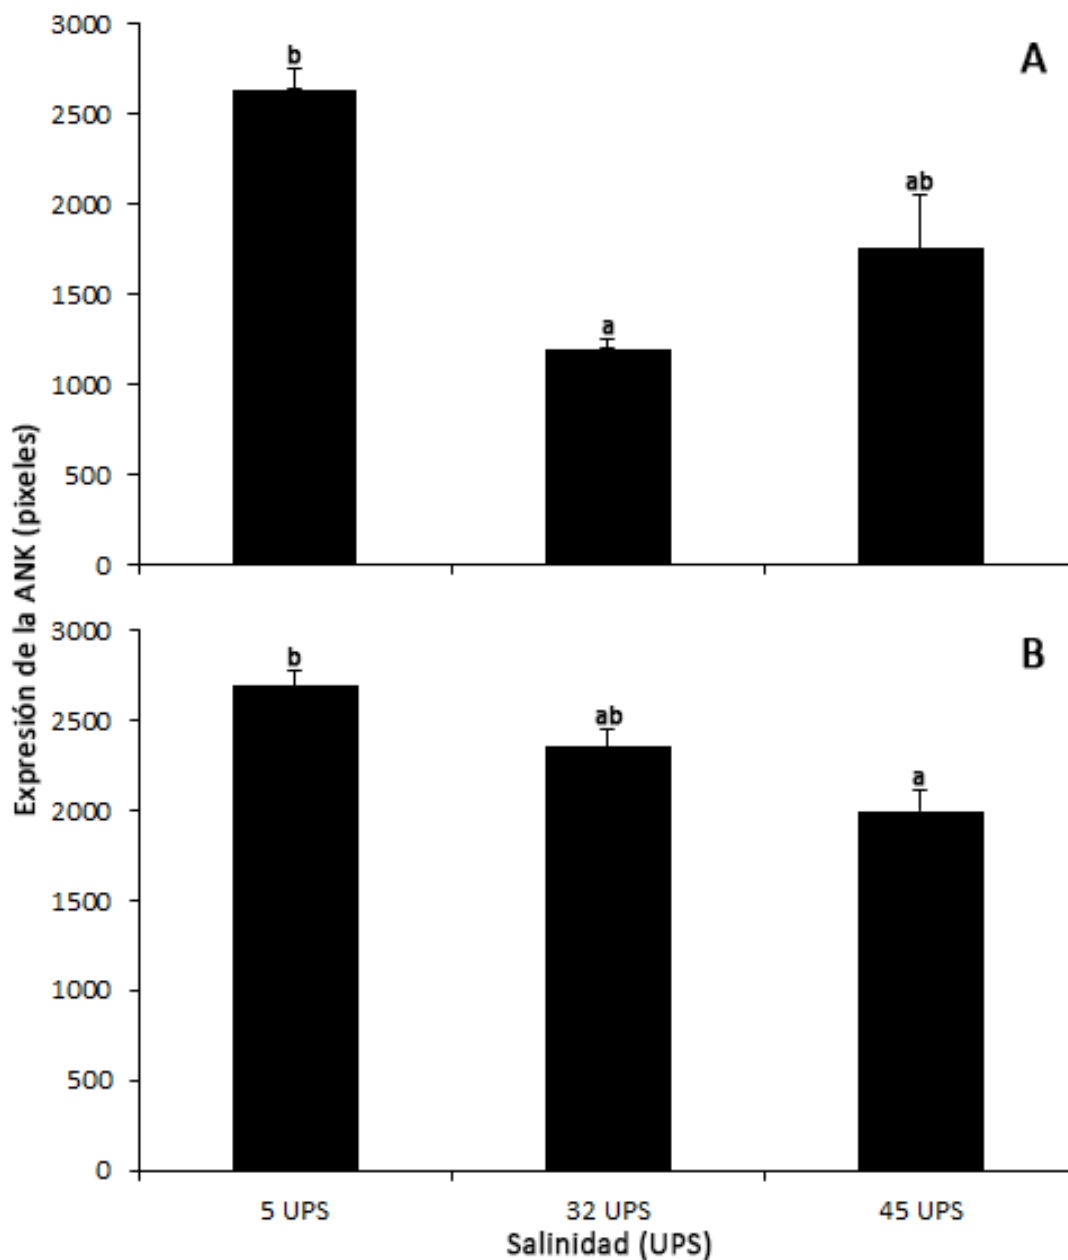 Expresión de la ANK (pixeles)
A
3000
2500
2000
1500
1000
500
0
b
a
ab
B
3000
2500
2000
1500
1000
500
0
b
ab
a
5 UPS
32 UPS
45 UPS
Salinidad (UPS)